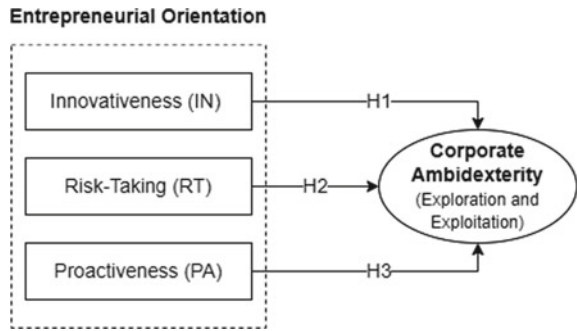 Entrepreneurial Orientation
Innovativeness (IN)
H1
Risk-Taking (RT)
H2
Proactiveness (PA)
H3
Corporate
Ambidexterity
(Exploration and
Exploitation)